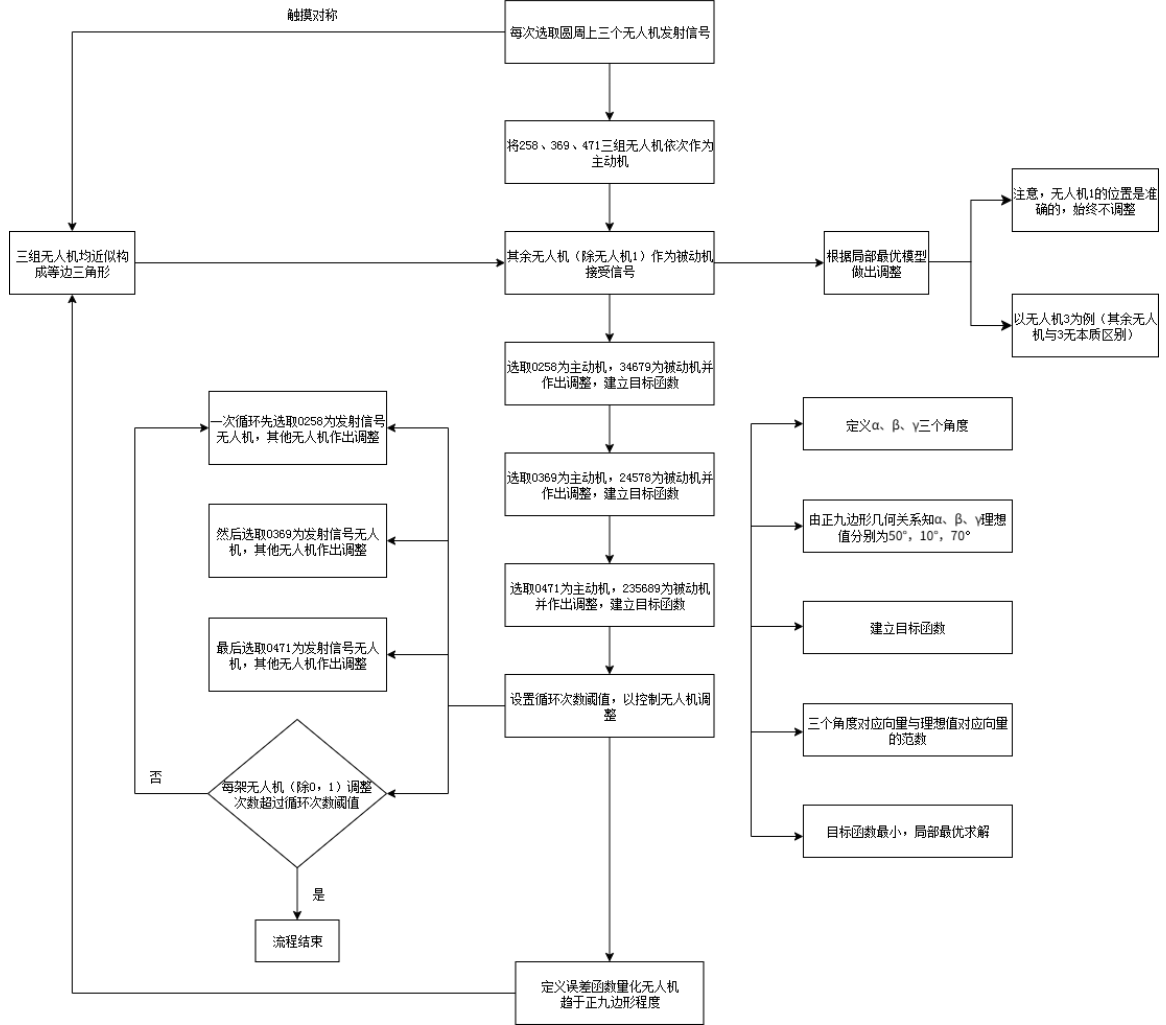 触摸对称
每次选取圆周上三个无人机发射信号
将258、369、471三组无人机依次作为
主动机
注意，无人机1的位置是准
确的，始终不调整
三组无人机均近似构
成等边三角形
其余无人机（除无人机1）作为被动机
接受信号
根据局部最优模型
做出调整
以无人机3为例（其余无人
机与3无本质区别）
选取0258为主动机，34679为被动机并
作出调整，建立目标函数
一次循环先选取0258为发射信号
无人机，其他无人机作出调整
定义α、β、γ三个角度
选取0369为主动机，24578为被动机并
作出调整，建立目标函数
然后选取0369为发射信号无人
机，其他无人机作出调整
由正九边形几何关系知α、β、γ理想
值分别为50°，10°，70°
选取0471为主动机，235689为被动机
并作出调整，建立目标函数
建立目标函数
最后选取0471为发射信号无人
机，其他无人机作出调整
设置循环次数阈值，以控制无人机调
整
三个角度对应向量与理想值对应向量
的范数
否
每架无人机（除0，1）调整
次数超过循环次数阈值
目标函数最小，局部最优求解
是
流程结束
定义误差函数量化无人机
趋于正九边形程度